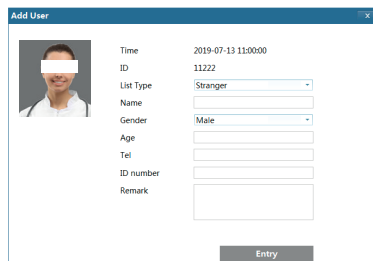 Add User x
Time 2019-07-13 11:00:00
ID 11222
List Type Stranger
Name
Gender Male
Age
Tel
ID number
Remark
Entry